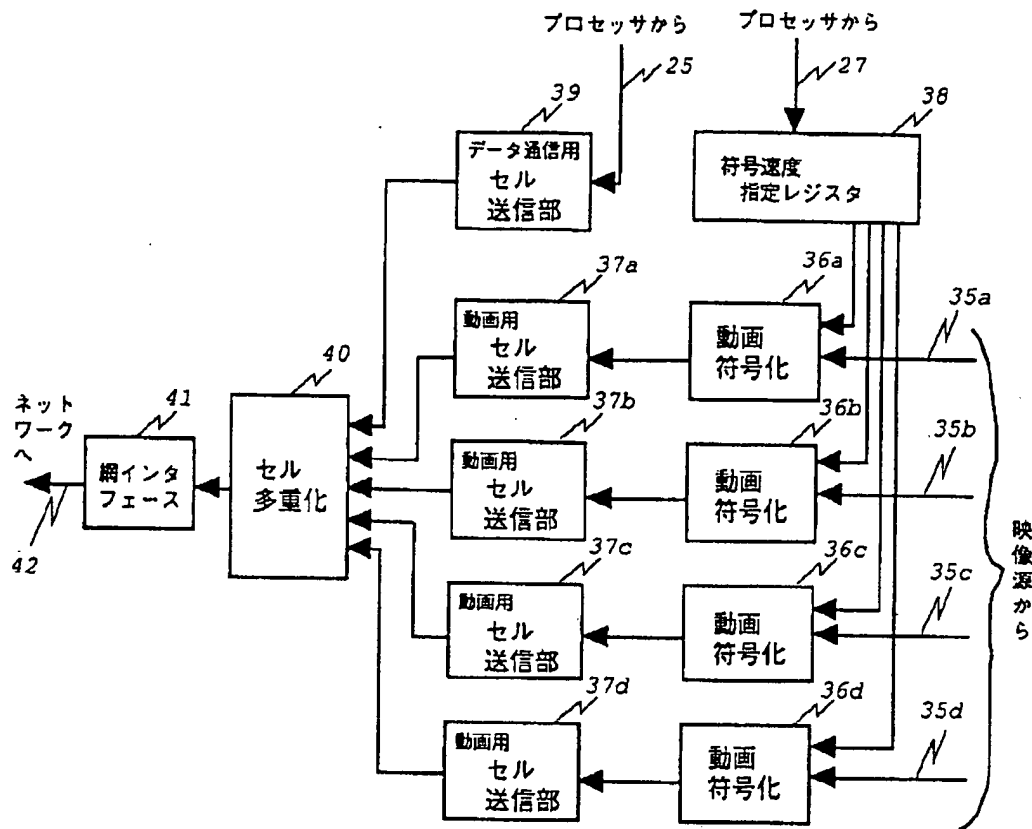 プロセッサから
プロセッサから
25
27
39
38
データ通信用
セル
送信部
符号速度
指定レジスタ
37a
36a
35a
動画用
セル
送信部
動画
符号化
40
ネット
ワーク
へ
41
37b
36b
35b
網インタ
フェース
セル
多重化
動画用
セル
送信部
動画
符号化
42
37c
36c
35c
動画用
セル
送信部
動画
符号化
映像源から
37d
36d
35d
動画用
セル
送信部
動画
符号化